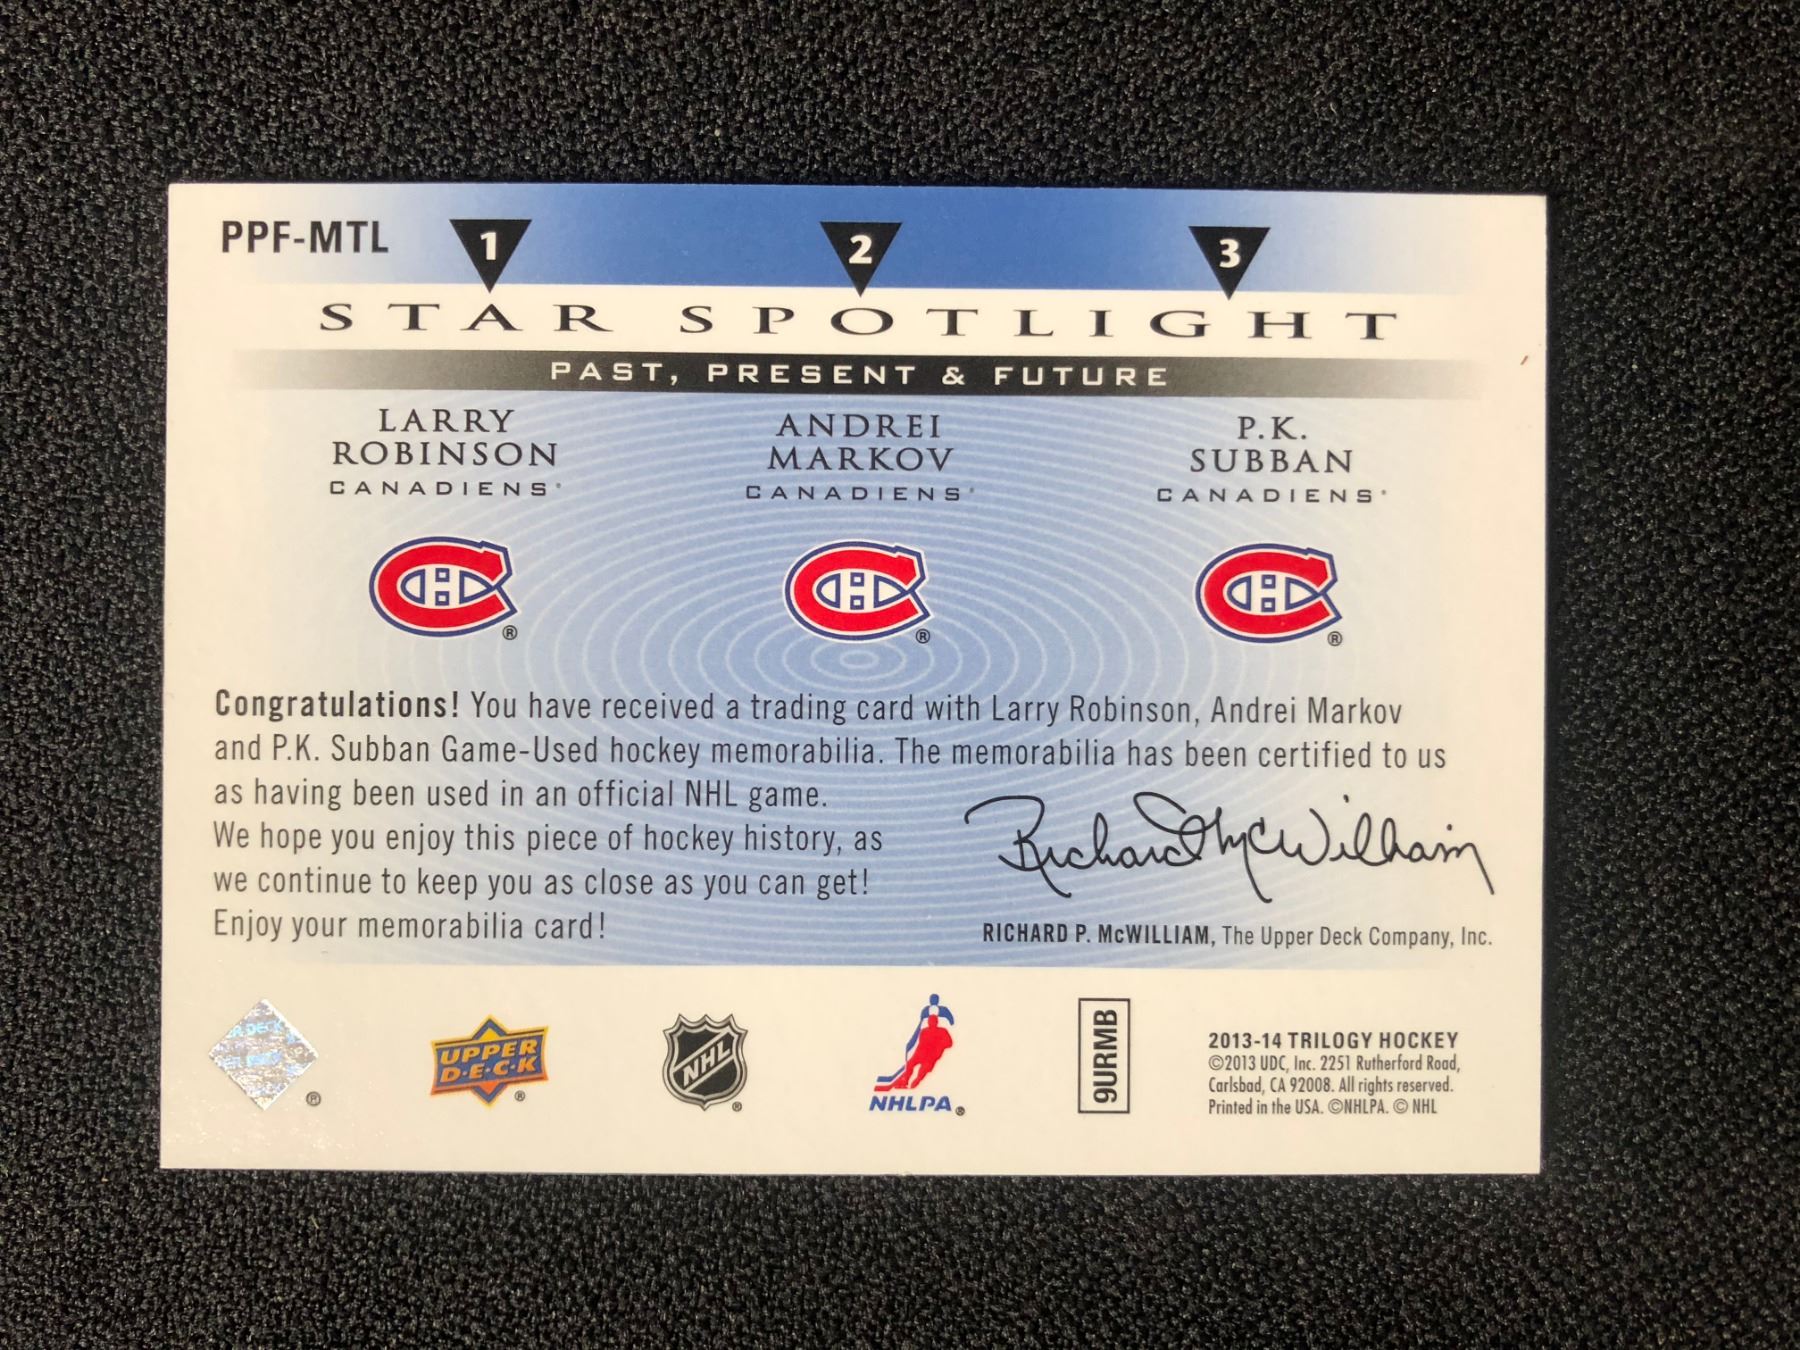 PPF-MTL
1 2 3
STAR SPOTLIGHT
PAST, PRESENT & FUTURE
LARRY
ROBINSON
CANADIENS
ANDREI
MARKOV
CANADIENS
P.K.
SUBBAN
CANADIENS
Congratulations! You have received a trading card with Larry Robinson, Andrei Markov
and P.K. Subban Game-Used hockey memorabilia. The memorabilia has been certified to us
as having been used in an official NHL game.
We hope you enjoy this piece of hockey history, as
we continue to keep you as close as you can get!
Enjoy your memorabilia card!
Richard McWilliam
RICHARD P. McWILLIAM, The Upper Deck Company, Inc.
®
UPPER
D·E·C·K ®
NHL ®
NHLPA®
9URMB
2013-14 TRILOGY HOCKEY
©2013 UDC, Inc. 2251 Rutherford Road,
Carlsbad, CA 92008. All rights reserved.
Printed in the USA. ©NHLPA. © NHL